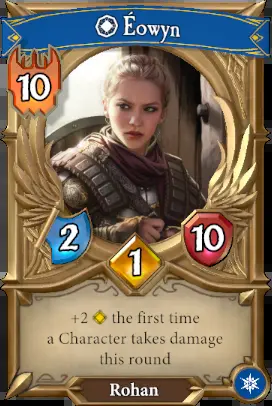 Éowyn
10
2
1
10
+2 the first time
a Character takes damage
this round
Rohan